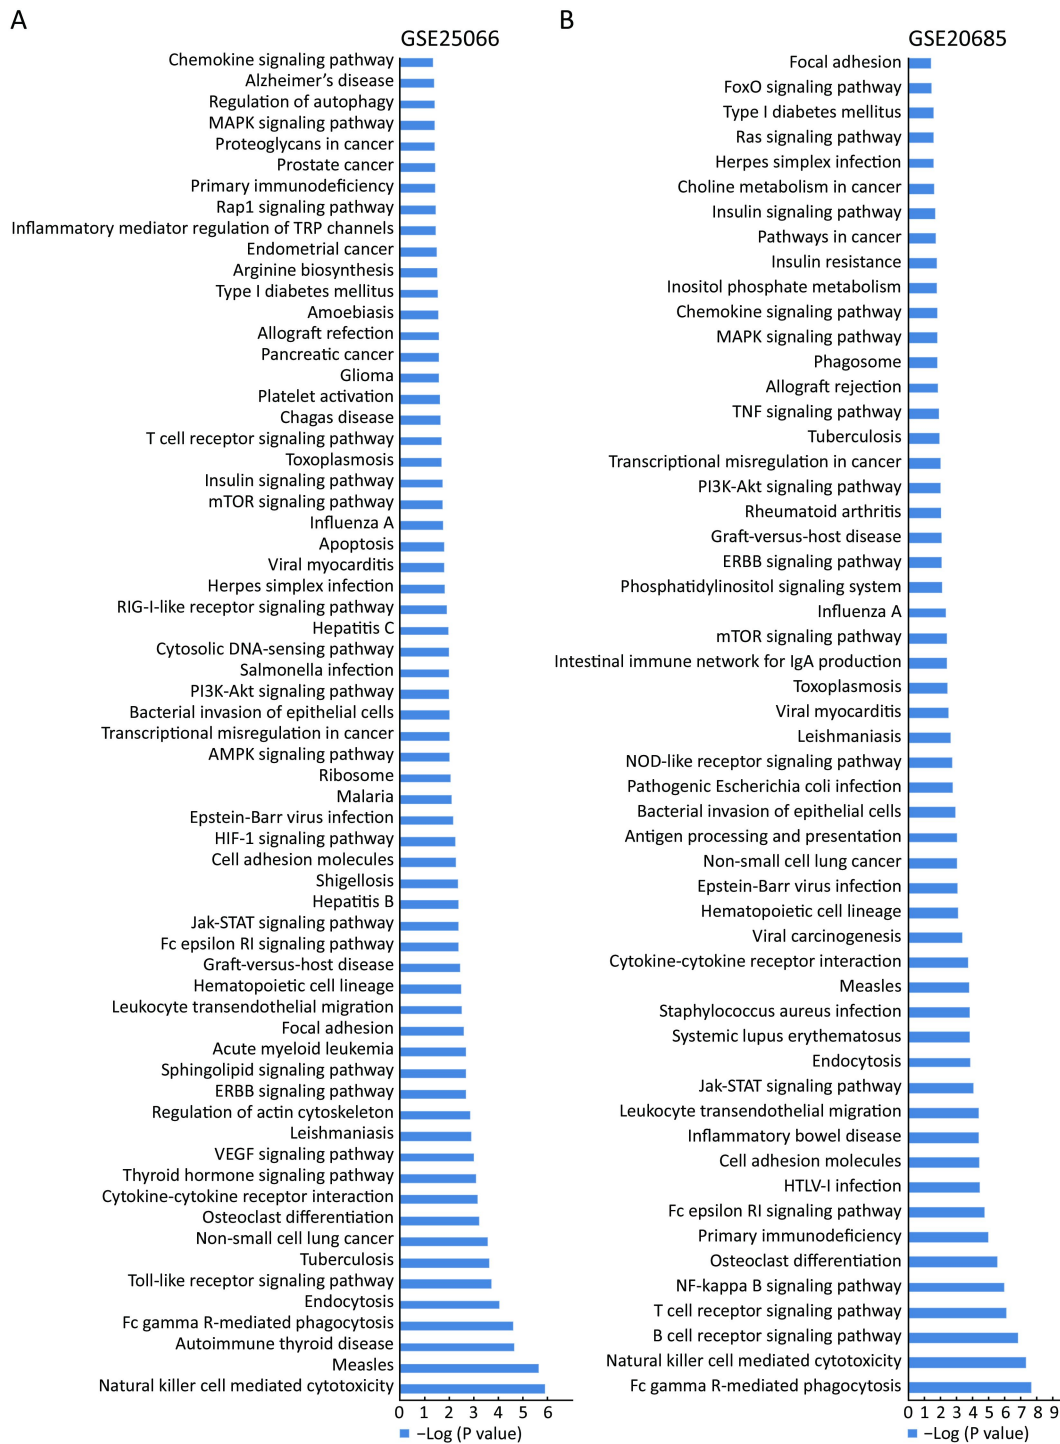 A
GSE25066
Chemokine signaling pathway
Alzheimer’s disease
Regulation of autophagy
MAPK signaling pathway
Proteoglycans in cancer
Prostate cancer
Primary immunodeficiency
Rap1 signaling pathway
Inflammatory mediator regulation of TRP channels
Endometrial cancer
Arginine biosynthesis
Type I diabetes mellitus
Amoebiasis
Allograft refection
Pancreatic cancer
Glioma
Platelet activation
Chagas disease
T cell receptor signaling pathway
Toxoplasmosis
Insulin signaling pathway
mTOR signaling pathway
Influenza A
Apoptosis
Viral myocarditis
Herpes simplex infection
RIG-I-like receptor signaling pathway
Hepatitis C
Cytosolic DNA-sensing pathway
Salmonella infection
PI3K-Akt signaling pathway
Bacterial invasion of epithelial cells
Transcriptional misregulation in cancer
AMPK signaling pathway
Ribosome
Malaria
Epstein-Barr virus infection
HIF-1 signaling pathway
Cell adhesion molecules
Shigellosis
Hepatitis B
Jak-STAT signaling pathway
Fc epsilon RI signaling pathway
Graft-versus-host disease
Hematopoietic cell lineage
Leukocyte transendothelial migration
Focal adhesion
Acute myeloid leukemia
Sphingolipid signaling pathway
ERBB signaling pathway
Regulation of actin cytoskeleton
Leishmaniasis
VEGF signaling pathway
Thyroid hormone signaling pathway
Cytokine-cytokine receptor interaction
Osteoclast differentiation
Non-small cell lung cancer
Tuberculosis
Toll-like receptor signaling pathway
Endocytosis
Fc gamma R-mediated phagocytosis
Autoimmune thyroid disease
Measles
Natural killer cell mediated cytotoxicity
0 1 2 3 4 5 6
−Log (P value)
B
GSE20685
Focal adhesion
FoxO signaling pathway
Type I diabetes mellitus
Ras signaling pathway
Herpes simplex infection
Choline metabolism in cancer
Insulin signaling pathway
Pathways in cancer
Insulin resistance
Inositol phosphate metabolism
Chemokine signaling pathway
MAPK signaling pathway
Phagosome
Allograft rejection
TNF signaling pathway
Tuberculosis
Transcriptional misregulation in cancer
PI3K-Akt signaling pathway
Rheumatoid arthritis
Graft-versus-host disease
ERBB signaling pathway
Phosphatidylinositol signaling system
Influenza A
mTOR signaling pathway
Intestinal immune network for IgA production
Toxoplasmosis
Viral myocarditis
Leishmaniasis
NOD-like receptor signaling pathway
Pathogenic Escherichia coli infection
Bacterial invasion of epithelial cells
Antigen processing and presentation
Non-small cell lung cancer
Epstein-Barr virus infection
Hematopoietic cell lineage
Viral carcinogenesis
Cytokine-cytokine receptor interaction
Measles
Staphylococcus aureus infection
Systemic lupus erythematosus
Endocytosis
Jak-STAT signaling pathway
Leukocyte transendothelial migration
Inflammatory bowel disease
Cell adhesion molecules
HTLV-I infection
Fc epsilon RI signaling pathway
Primary immunodeficiency
Osteoclast differentiation
NF-kappa B signaling pathway
T cell receptor signaling pathway
B cell receptor signaling pathway
Natural killer cell mediated cytotoxicity
Fc gamma R-mediated phagocytosis
0 1 2 3 4 5 6 7 8 9
−Log (P value)